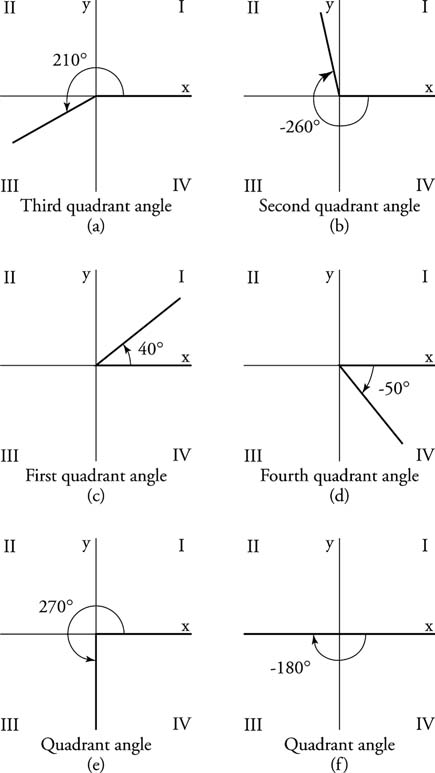 II y I
210°
x
III IV
Third quadrant angle
(a)
II y I
x
-260°
III IV
Second quadrant angle
(b)
II y I
40°
x
III IV
First quadrant angle
(c)
II y I
x
-50°
III IV
Fourth quadrant angle
(d)
II y I
270°
x
III IV
Quadrant angle
(e)
II y I
x
-180°
III IV
Quadrant angle
(f)